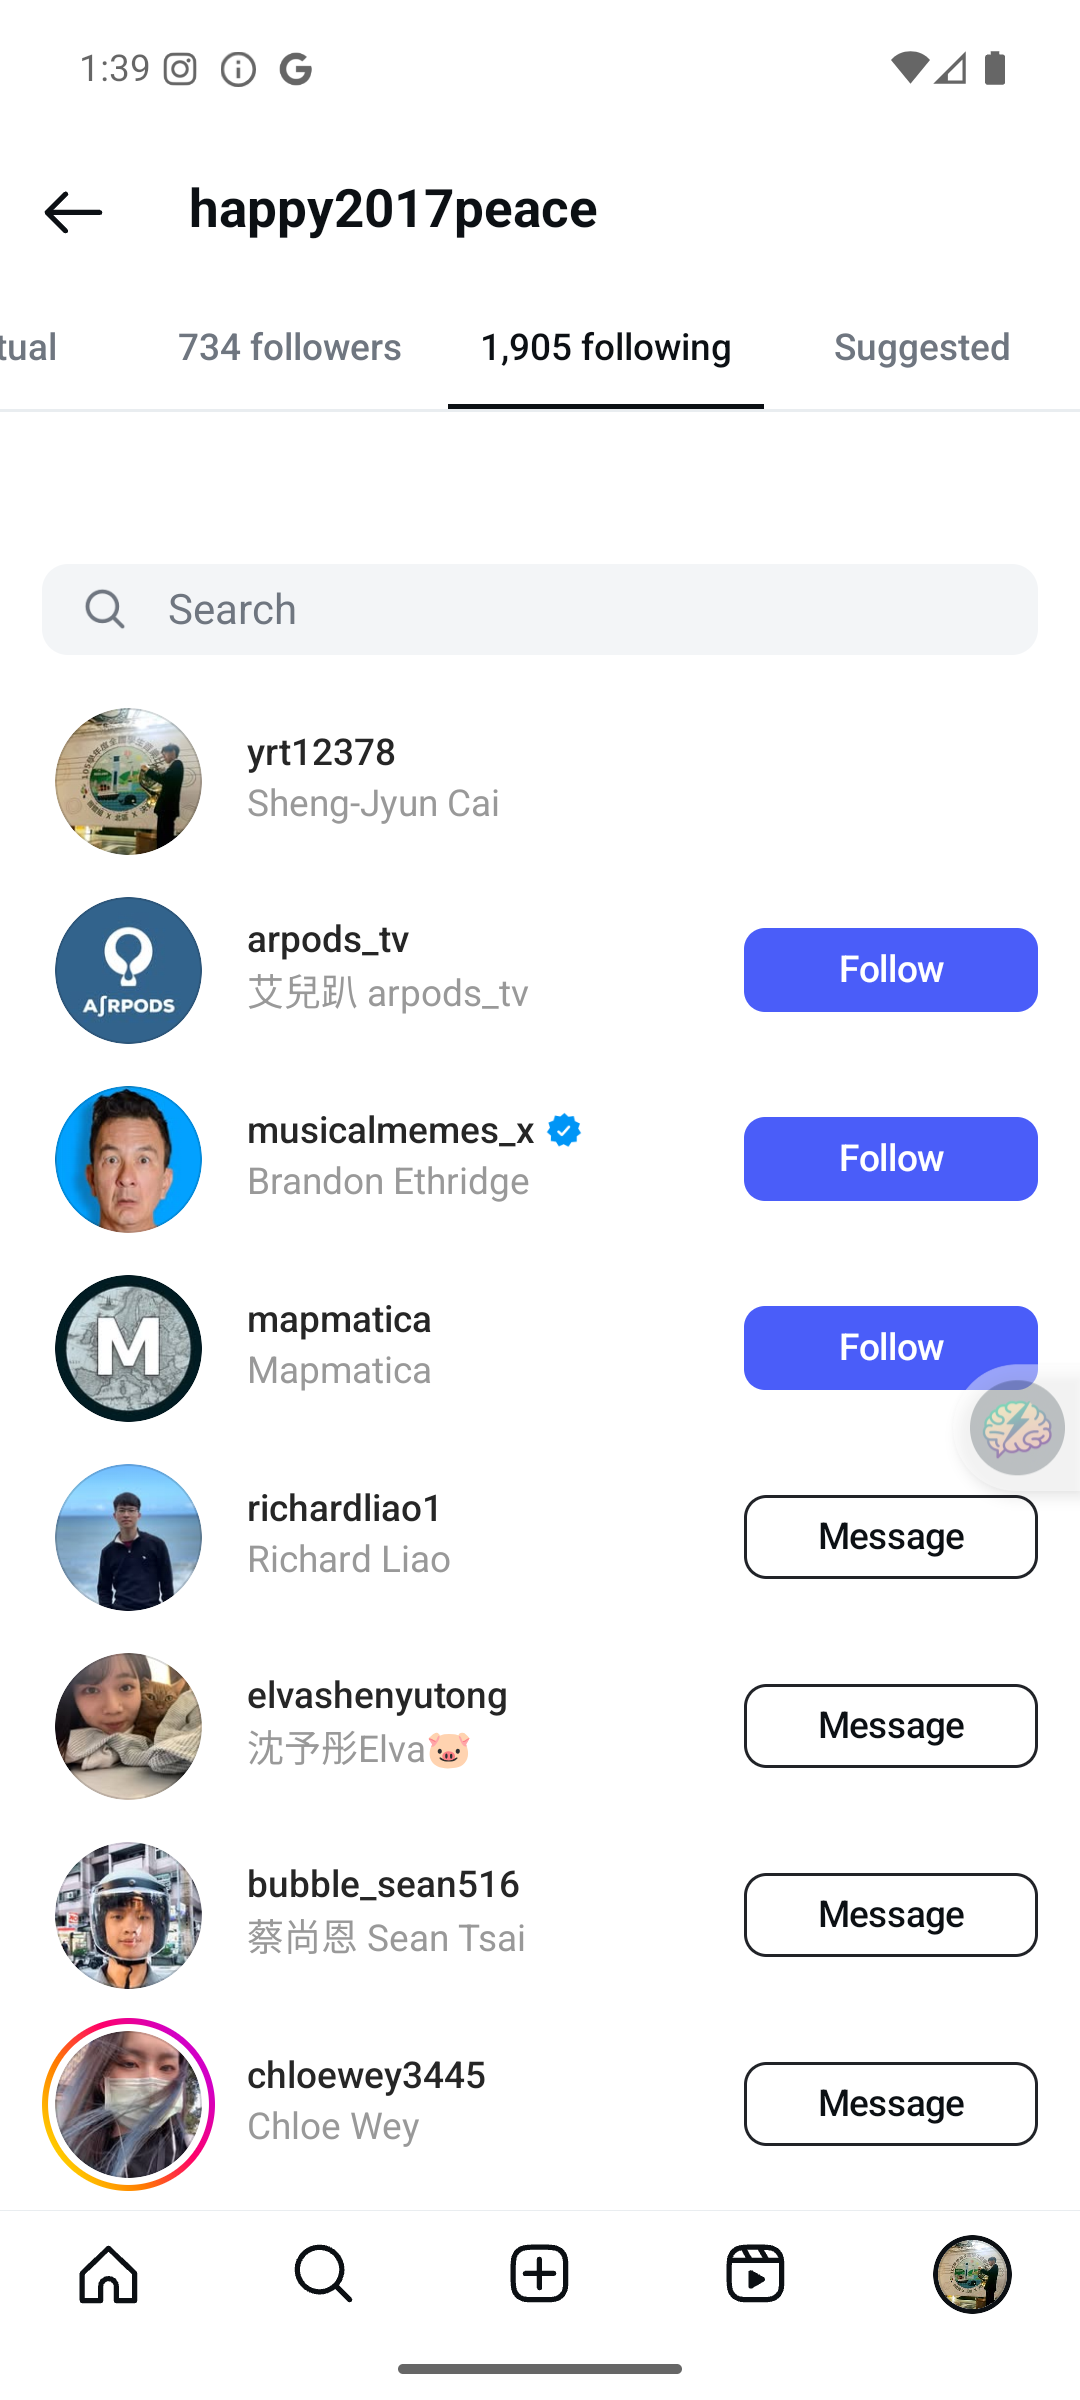 1:39
happy2017peace
tual 734 followers 1,905 following Suggested
Search
yrt12378
Sheng-Jyun Cai
arpods_tv
艾兒趴 arpods_tv
Follow
AʃRPODS
musicalmemes_x
Brandon Ethridge
Follow
M
mapmatica
Mapmatica
Follow
richardliao1
Richard Liao
Message
elvashenyutong
沈予彤Elva🐷
Message
bubble_sean516
蔡尚恩 Sean Tsai
Message
chloewey3445
Chloe Wey
Message